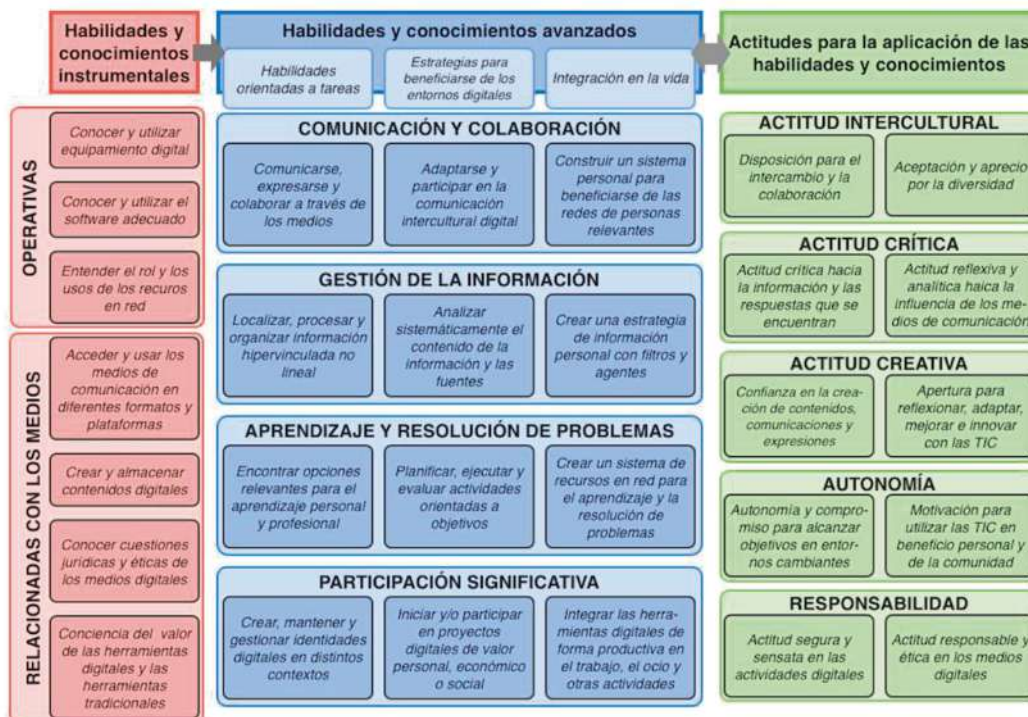 Habilidades y
conocimientos
instrumentales
Habilidades y conocimientos avanzados
Habilidades
orientadas a tareas
Estrategias para
beneficiarse de los
entornos digitales
Integración en la vida
Actitudes para la aplicación de las
habilidades y conocimientos
OPERATIVAS
Conocer y utilizar
equipamiento digital
Conocer y utilizar el
software adecuado
Entender el rol y los
usos de los recuros
en red
RELACIONADAS CON LOS MEDIOS
Acceder y usar los
medios de
comunicación en
diferentes formatos y
plataformas
Crear y almacenar
contenidos digitales
Conocer cuestiones
jurídicas y éticas de
los medios digitales
Conciencia del valor
de las herramientas
digitales y las
herramientas
tradicionales
COMUNICACIÓN Y COLABORACIÓN
Comunicarse,
expresarse y
colaborar a través de
los medios
Adaptarse y
participar en la
comunicación
intercultural digital
Construir un sistema
personal para
beneficiarse de las
redes de personas
relevantes
GESTIÓN DE LA INFORMACIÓN
Localizar, procesar y
organizar información
hipervinculada no
lineal
Analizar
sistemáticamente el
contenido de la
información y las
fuentes
Crear una estrategia
de información
personal con filtros y
agentes
APRENDIZAJE Y RESOLUCIÓN DE PROBLEMAS
Encontrar opciones
relevantes para el
aprendizaje personal
y profesional
Planificar, ejecutar y
evaluar actividades
orientadas a
objetivos
Crear un sistema de
recursos en red para
el aprendizaje y la
resolución de
problemas
PARTICIPACIÓN SIGNIFICATIVA
Crear, mantener y
gestionar identidades
digitales en distintos
contextos
Iniciar y/o participar
en proyectos
digitales de valor
personal, económico
o social
Integrar las herra-
mientas digitales de
forma productiva en
el trabajo, el ocio y
otras actividades
ACTITUD INTERCULTURAL
Disposición para el
intercambio y la
colaboración
Aceptación y aprecio
por la diversidad
ACTITUD CRÍTICA
Actitud crítica hacia
la información y las
respuestas que se
encuentran
Actitud reflexiva y
analítica haica la
influencia de los me-
dios de comunicación
ACTITUD CREATIVA
Confianza en la crea-
ción de contenidos,
comunicaciones y
expresiones
Apertura para
reflexionar, adaptar,
mejorar e innovar
con las TIC
AUTONOMÍA
Autonomía y compro-
miso para alcanzar
objetivos en entor-
nos cambiantes
Motivación para
utilizar las TIC en
beneficio personal y
de la comunidad
RESPONSABILIDAD
Actitud segura y
sensata en las
actividades digitales
Actitud responsable y
ética en los medios
digitales